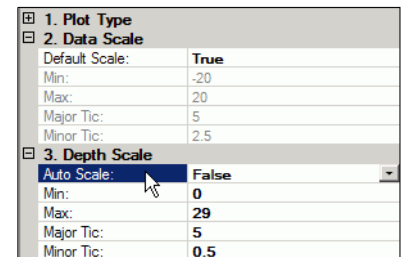 1. Plot Type
2. Data Scale
Default Scale: True
Min: -20
Max: 20
Major Tic: 5
Minor Tic: 2.5
3. Depth Scale
Auto Scale: False
Min: 0
Max: 29
Major Tic: 5
Minor Tic: 0.5